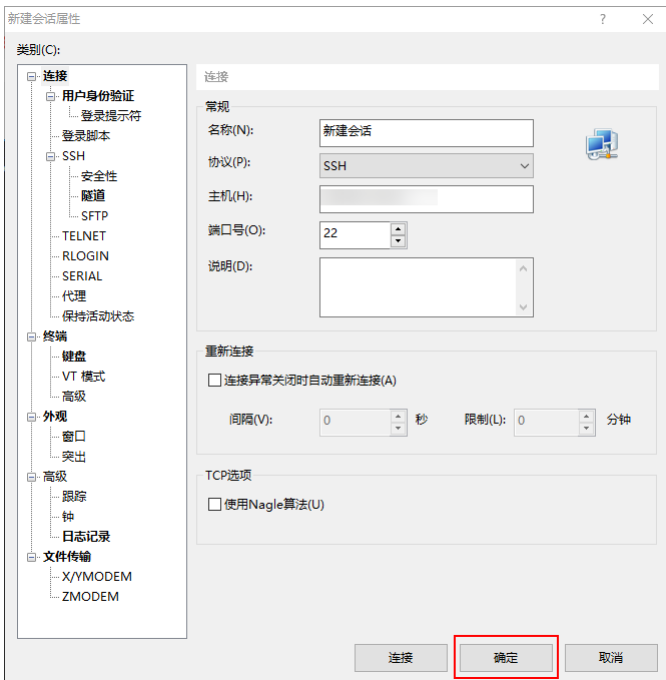 新建会话属性
?
类别(C):
连接
用户身份验证
登录提示符
登录脚本
SSH
安全性
隧道
SFTP
TELNET
RLOGIN
SERIAL
代理
保持活动状态
终端
键盘
VT 模式
高级
外观
窗口
突出
高级
跟踪
钟
日志记录
文件传输
X/YMODEM
ZMODEM
连接
常规
名称(N): 新建会话
协议(P): SSH
主机(H):
端口号(O): 22
说明(D):
重新连接
连接异常关闭时自动重新连接(A)
间隔(V): 0 秒 限制(L): 0 分钟
TCP选项
使用Nagle算法(U)
连接 确定 取消